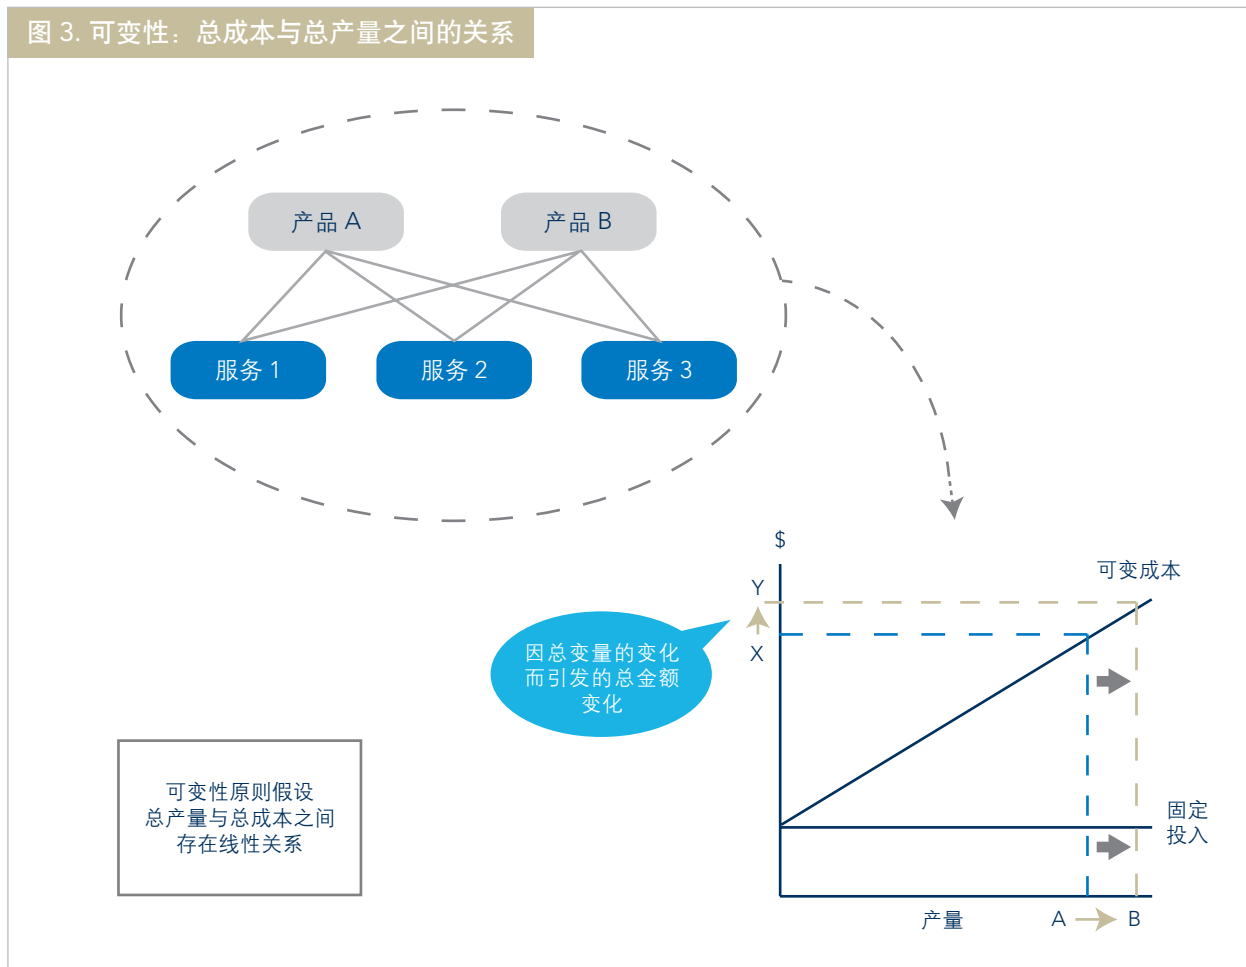 图 3. 可变性：总成本与总产量之间的关系
产品 A
产品 B
服务 1
服务 2
服务 3
$
可变成本
Y
X
因总变量的变化
而引发的总金额
变化
可变性原则假设
总产量与总成本之间
存在线性关系
固定
投入
产量
A
B